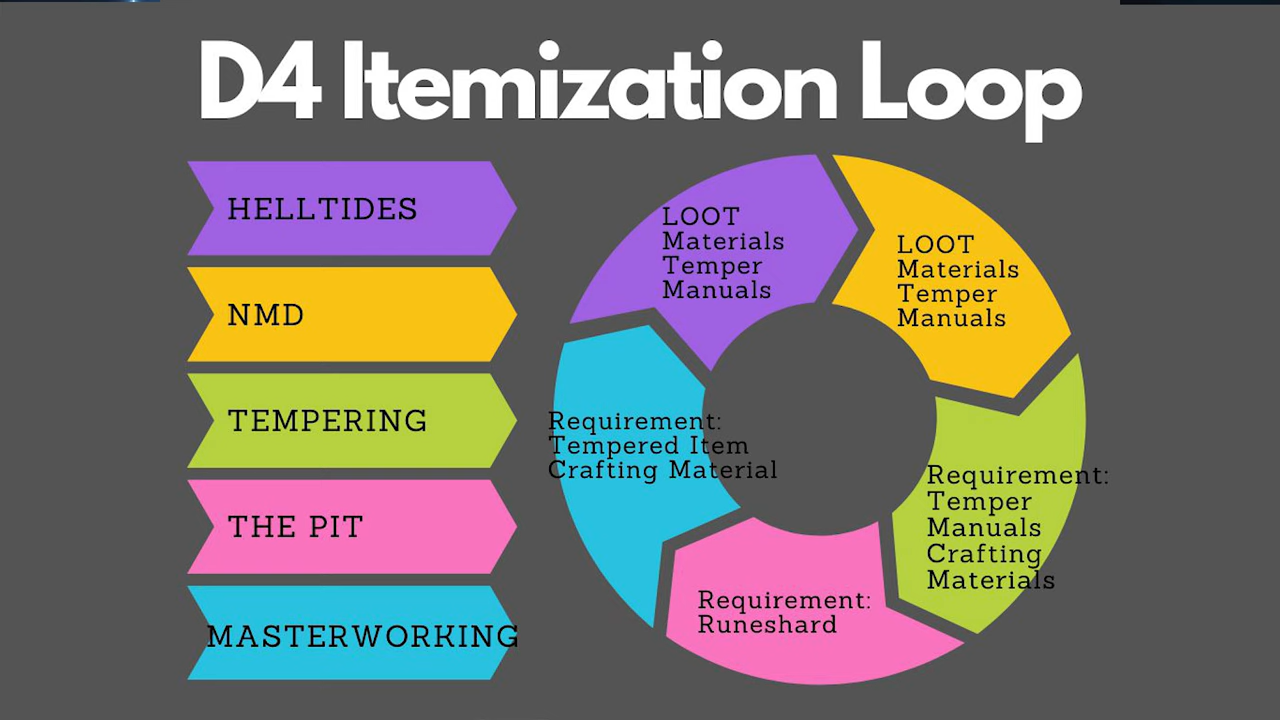 D4 Itemization Loop
HELLTIDES
NMD
TEMPERING
THE PIT
MASTERWORKING
LOOT
Materials
Temper
Manuals
LOOT
Materials
Temper
Manuals
Requirement:
Temper
Manuals
Crafting
Materials
Requirement:
Runeshard
Requirement:
Tempered Item
Crafting Material